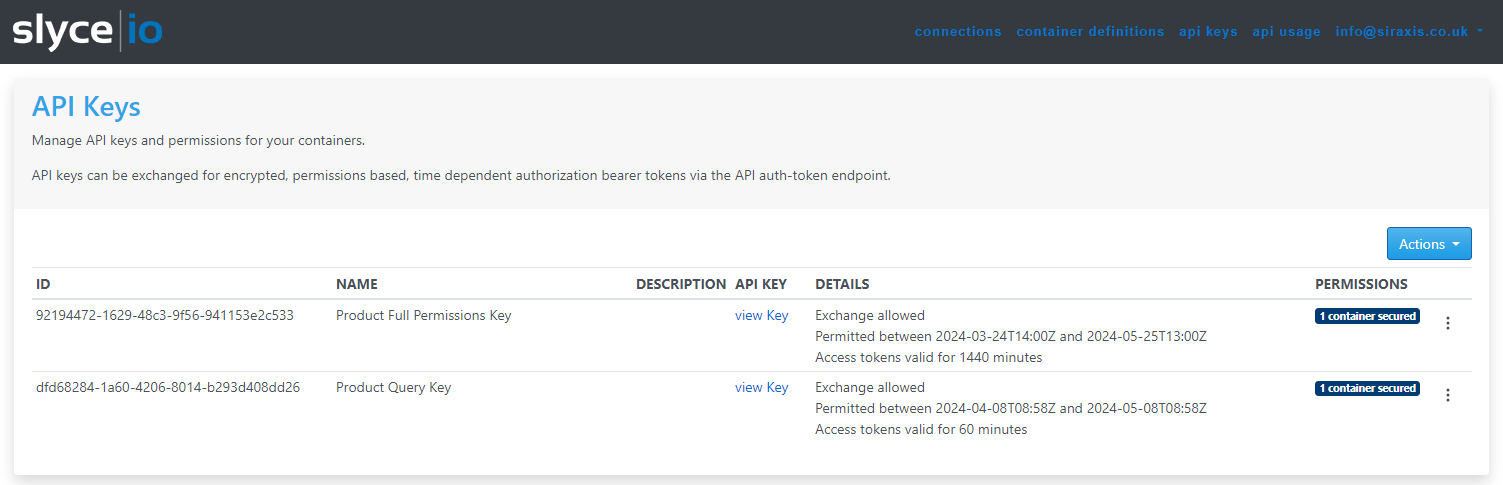 slyce|io
connections container definitions api keys api usage info@siraxis.co.uk
API Keys
Manage API keys and permissions for your containers.
API keys can be exchanged for encrypted, permissions based, time dependent authorization bearer tokens via the API auth-token endpoint.
Actions
ID NAME DESCRIPTION API KEY DETAILS PERMISSIONS
92194472-1629-48c3-9f56-941153e2c533 Product Full Permissions Key view Key Exchange allowed 1 container secured
Permitted between 2024-03-24T14:00Z and 2024-05-25T13:00Z
Access tokens valid for 1440 minutes
dfd68284-1a60-4206-8014-b293d408dd26 Product Query Key view Key Exchange allowed 1 container secured
Permitted between 2024-04-08T08:58Z and 2024-05-08T08:58Z
Access tokens valid for 60 minutes